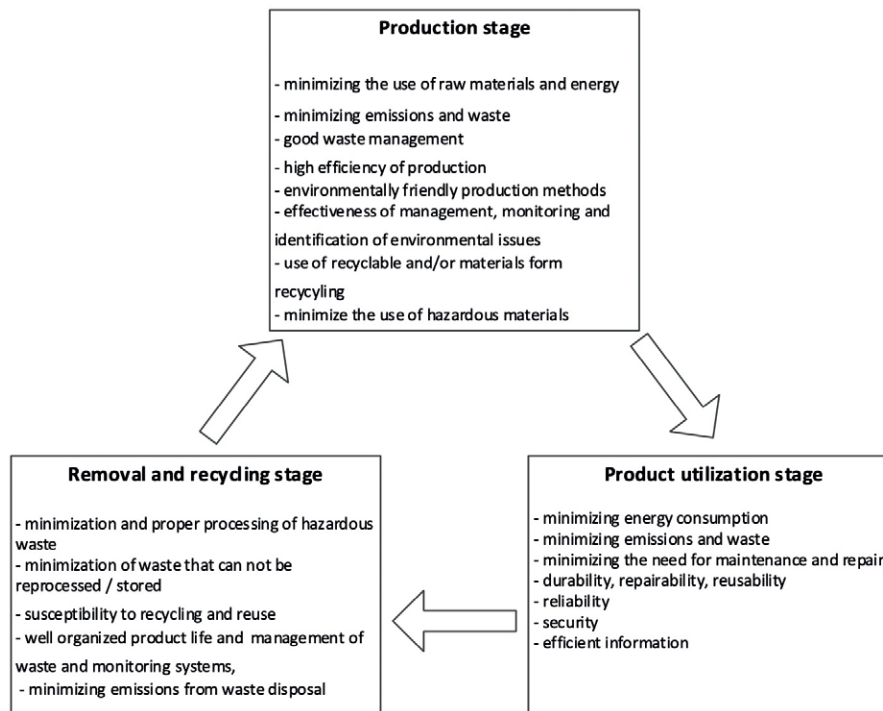 Production stage
- minimizing the use of raw materials and energy
- minimizing emissions and waste
- good waste management
- high efficiency of production
- environmentally friendly production methods
- effectiveness of management, monitoring and
identification of environmental issues
- use of recyclable and/or materials form
recycyling
- minimize the use of hazardous materials
Removal and recycling stage
- minimization and proper processing of hazardous
waste
- minimization of waste that can not be
reprocessed / stored
- susceptibility to recycling and reuse
- well organized product life and management of
waste and monitoring systems,
- minimizing emissions from waste disposal
Product utilization stage
- minimizing energy consumption
- minimizing emissions and waste
- minimizing the need for maintenance and repair
- durability, repairability, reusability
- reliability
- security
- efficient information